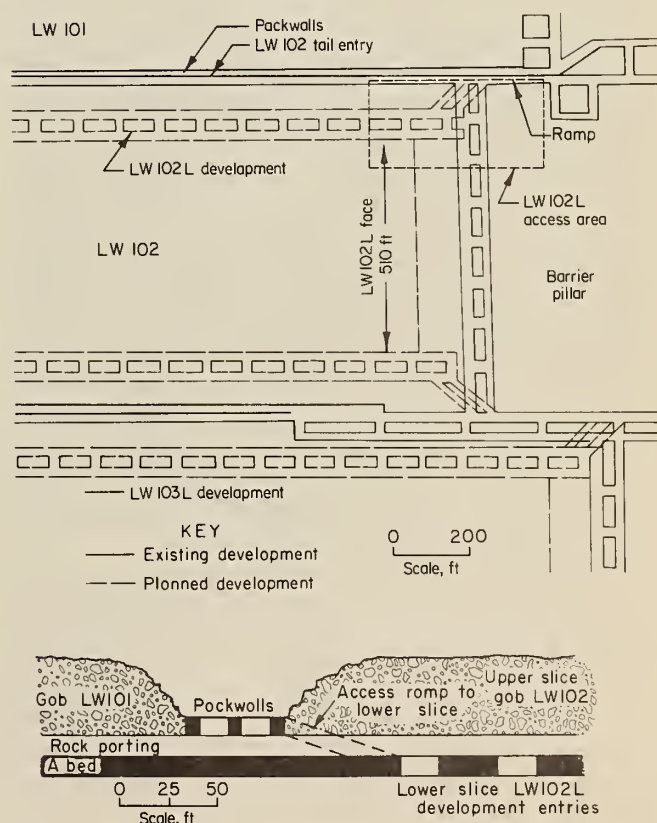 LW 101
Packwalls
LW 102 tail entry
Ramp
LW 102L development
LW 102L
access area
LW 102
LW 102L face
510 ft
Barrier
pillar
LW 103L development
KEY
Existing development
Plonned development
0 200
Scale, ft
Gob LW101
Pockwolls
Access romp to
lower slice
Upper slice
gob LW102
Rock porting
A bed
0 25 50
Scale, ft
Lower slice LW102L
development entries